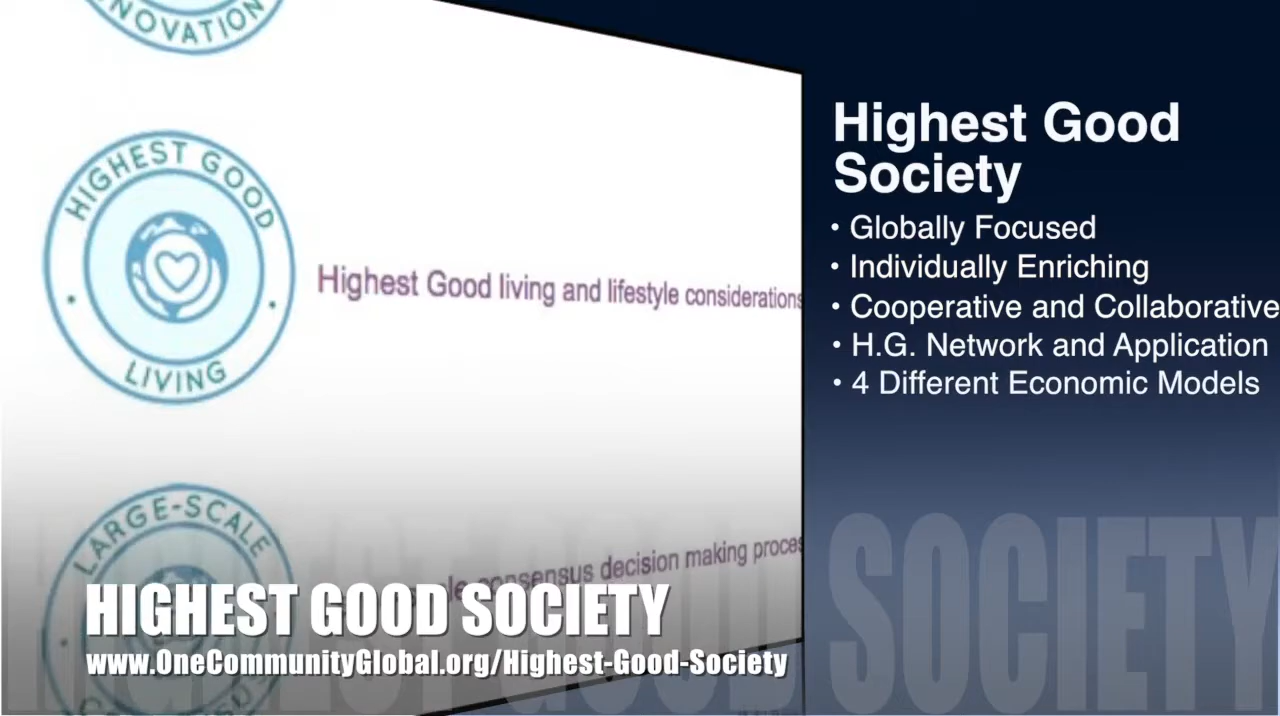 NOVATION
HIGHEST GOOD
LIVING
Highest Good living and lifestyle considerations
LARGE-SCALE
consensus decision making
Highest Good
Society
• Globally Focused
• Individually Enriching
• Cooperative and Collaborative
• H.G. Network and Application
• 4 Different Economic Models
HIGHEST GOOD SOCIETY
www.OneCommunityGlobal.org/Highest-Good-Society
SOCIETY